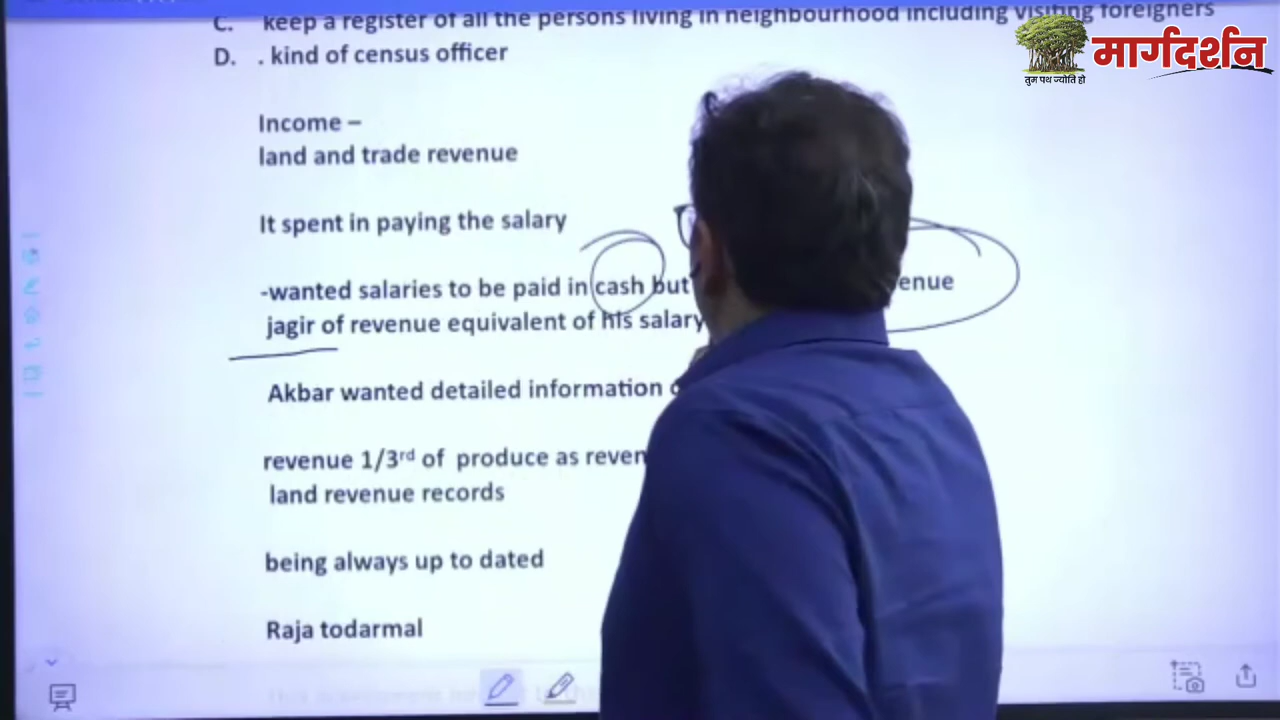 C. keep a register of all the persons living in neighbourhood including visiting foreigners
D. . kind of census officer
मार्गदर्शन
तुम पथ ज्योति हो
Income –
land and trade revenue
It spent in paying the salary
-wanted salaries to be paid in cash but enue
jagir of revenue equivalent of his salary
Akbar wanted detailed information
revenue 1/3rd of produce as reven
land revenue records
being always up to dated
Raja todarmal